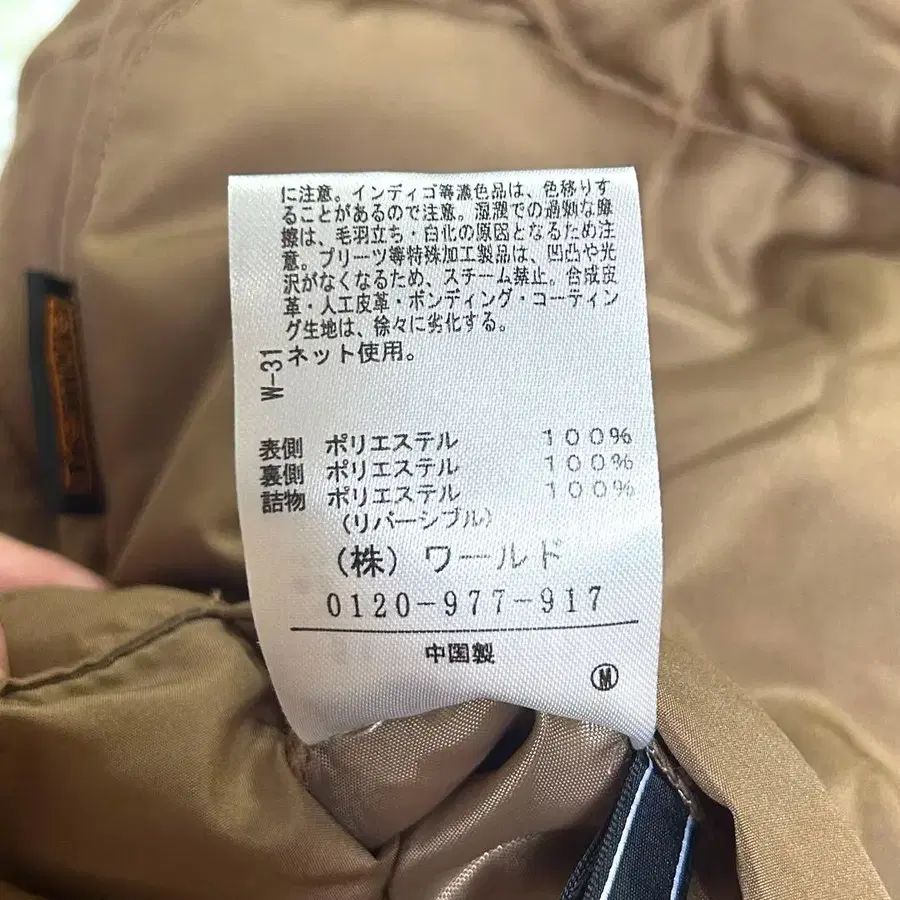 に注意。インディゴ等濃色品は、色移りす
ることがあるので注意。湿潤での過激な摩
擦は、毛羽立ち・白化の原因となるため注
意。プリーツ等特殊加工製品は、凹凸や光
沢がなくなるため、スチーム禁止。合成皮
革・人工皮革・ボンディング・コーティン
グ生地は、徐々に劣化する。
ネット使用。
W-31
表側 ポリエステル 100%
裏側 ポリエステル 100%
詰物 ポリエステル 100%
(リバーシブル)
(株) ワールド
0120-977-917
中国製
M